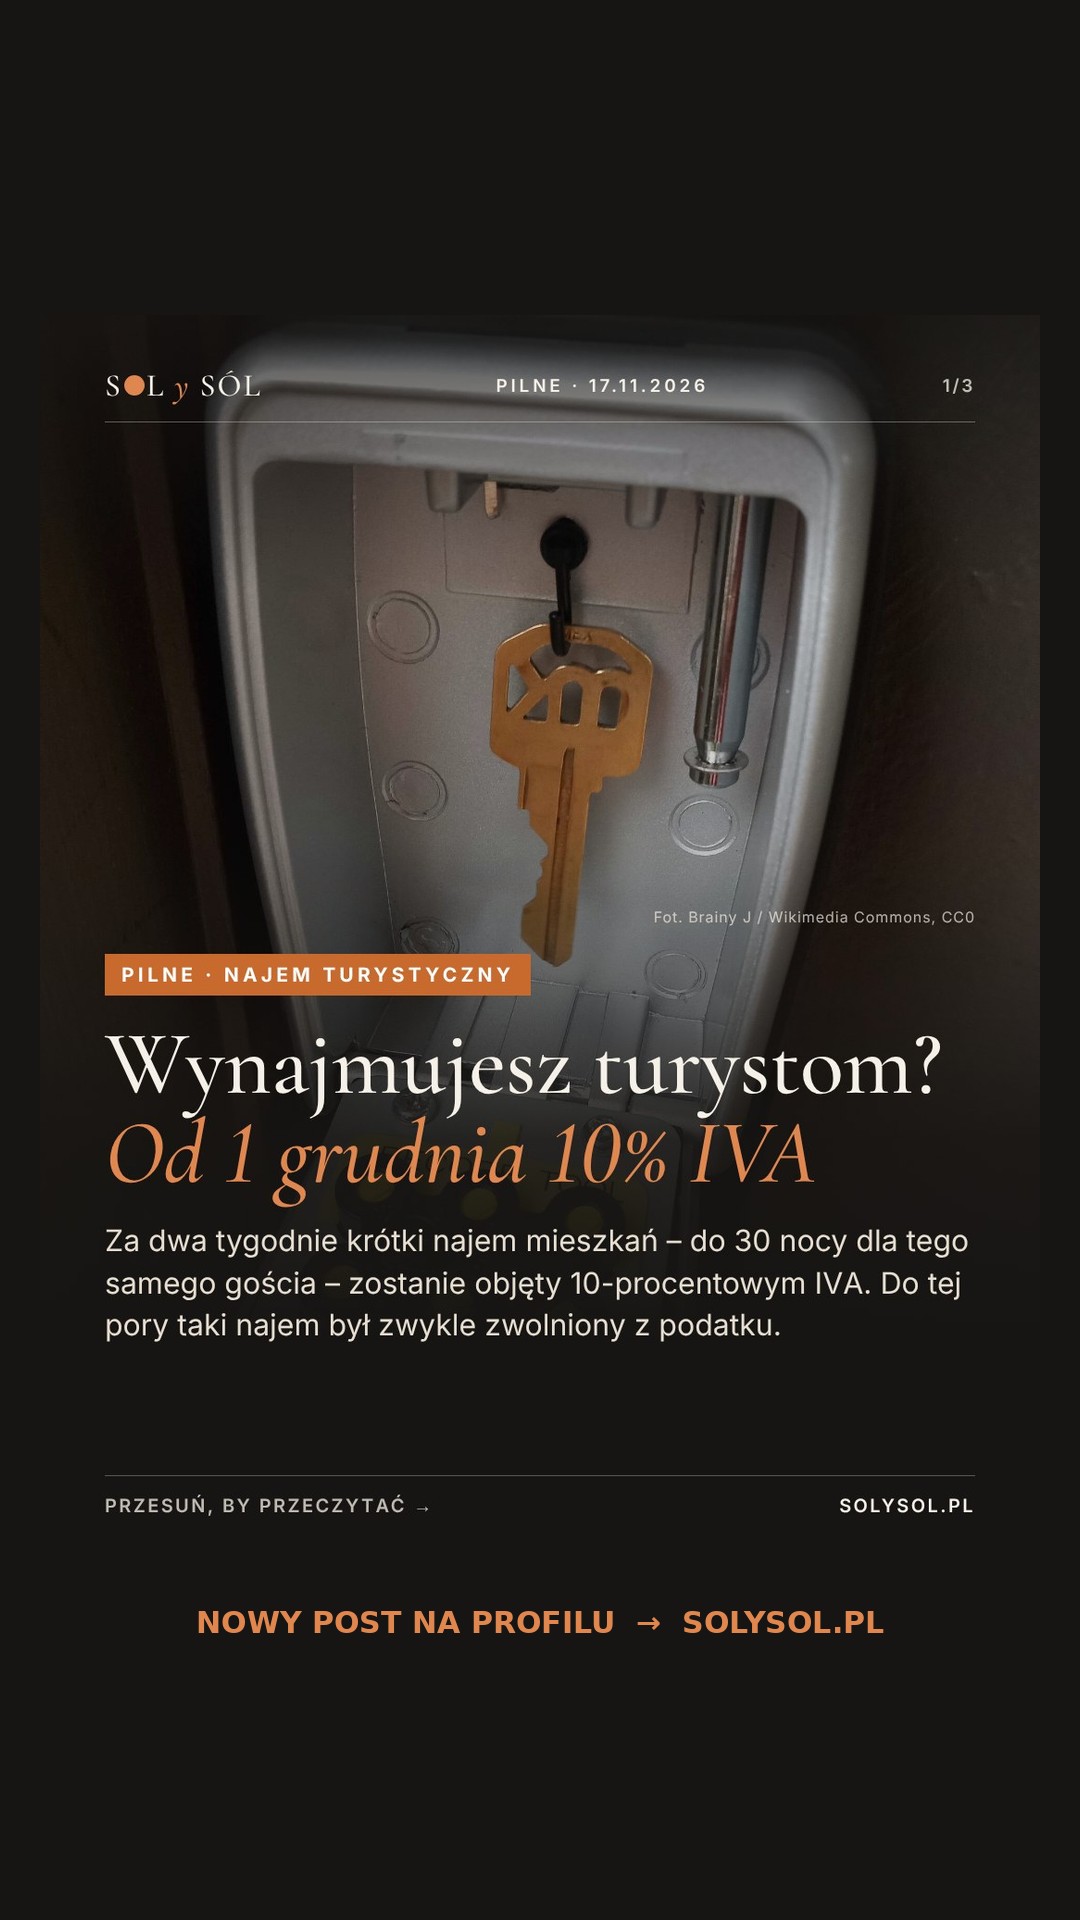 SOL y SÓL
PILNE · 17.11.2026
1/3
Fot. Brainy J / Wikimedia Commons, CC0
PILNE · NAJEM TURYSTYCZNY
Wynajmujesz turystom?
Od 1 grudnia 10% IVA
Za dwa tygodnie krótki najem mieszkań – do 30 nocy dla tego
samego gościa – zostanie objęty 10-procentowym IVA. Do tej
pory taki najem był zwykle zwolniony z podatku.
PRZESUŃ, BY PRZECZYTAĆ →
SOLYSOL.PL
NOWY POST NA PROFILU → SOLYSOL.PL